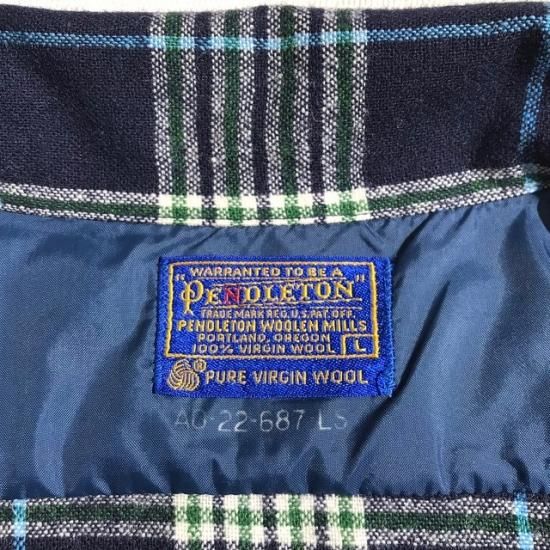 WARRANTED TO BE A
"PENDLETON"
TRADE MARK REG. U.S. PAT. OFF.
PENDLETON WOOLEN MILLS
PORTLAND, OREGON
100% VIRGIN WOOL L
® PURE VIRGIN WOOL
AO-22-687 LS